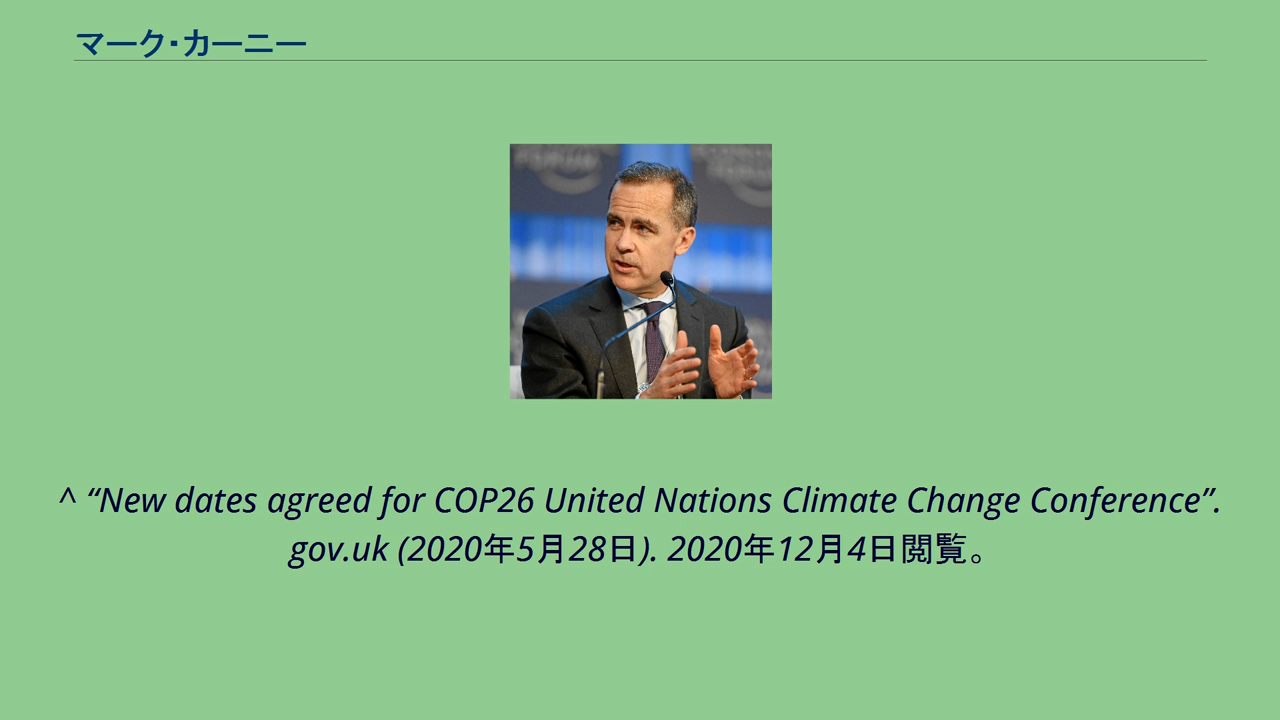 マーク・カーニー
^ “New dates agreed for COP26 United Nations Climate Change Conference”.
gov.uk (2020年5月28日). 2020年12月4日閲覧。